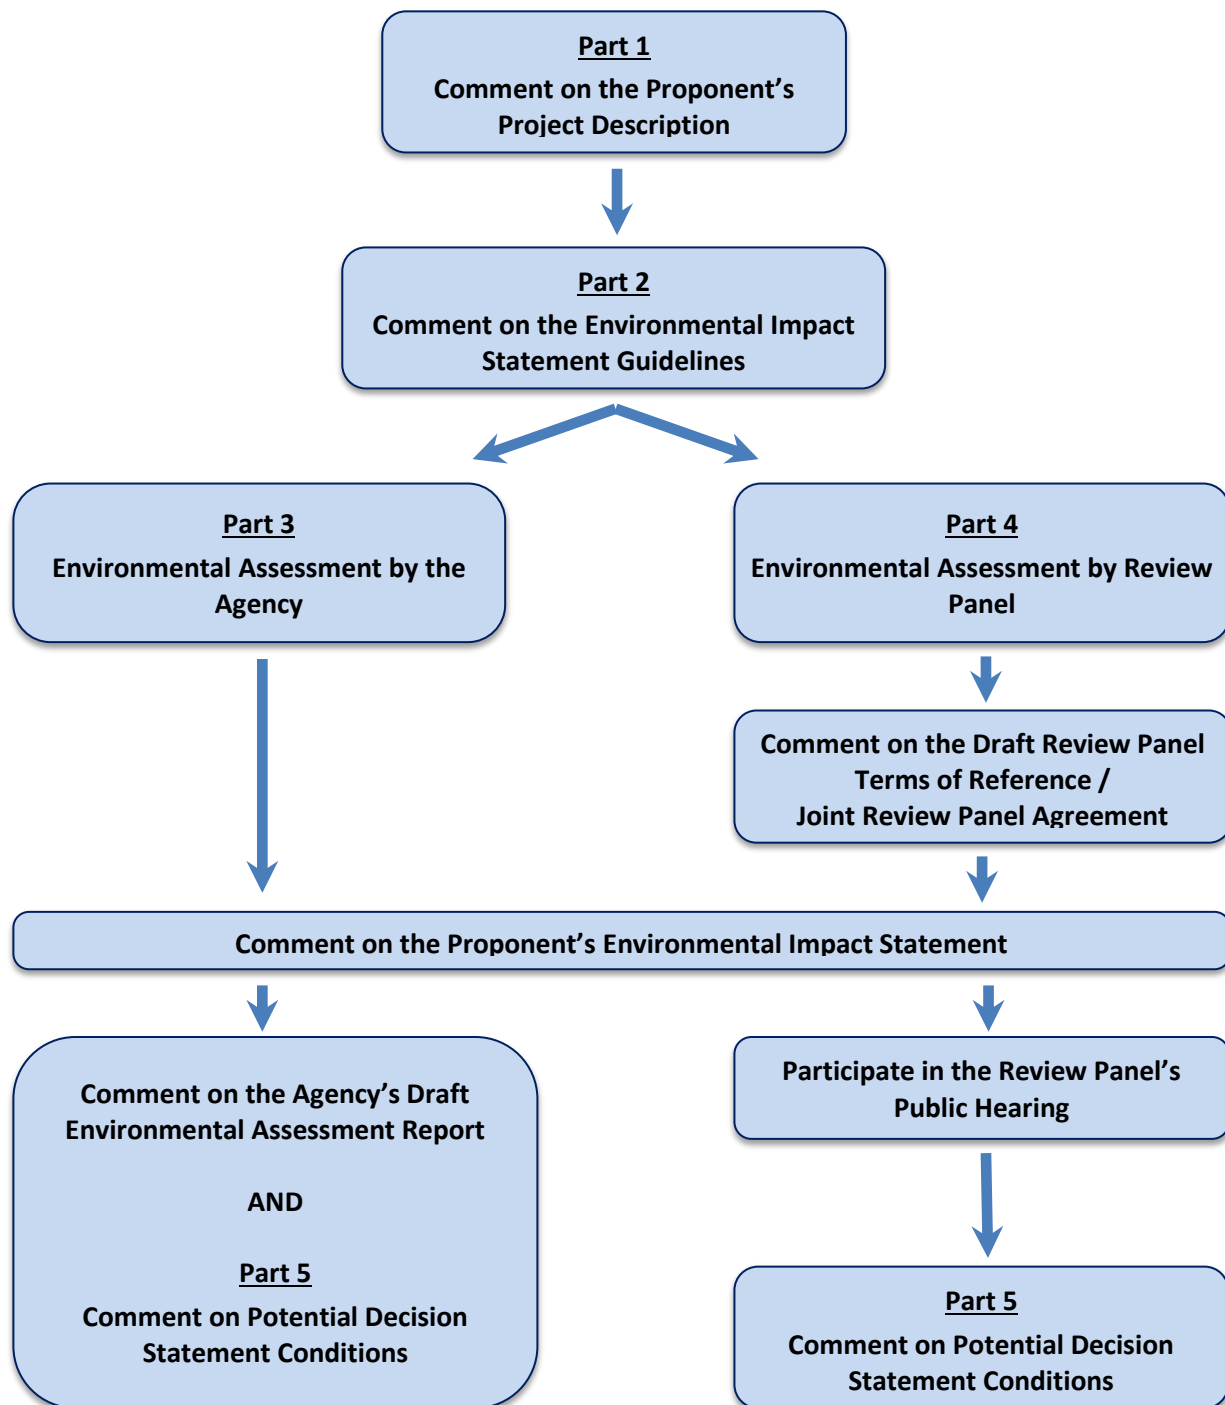 Part 1
Comment on the Proponent’s
Project Description
Part 2
Comment on the Environmental Impact
Statement Guidelines
Part 3
Environmental Assessment by the
Agency
Part 4
Environmental Assessment by Review
Panel
Comment on the Draft Review Panel
Terms of Reference /
Joint Review Panel Agreement
Comment on the Proponent’s Environmental Impact Statement
Comment on the Agency’s Draft
Environmental Assessment Report
AND
Part 5
Comment on Potential Decision
Statement Conditions
Participate in the Review Panel’s
Public Hearing
Part 5
Comment on Potential Decision
Statement Conditions